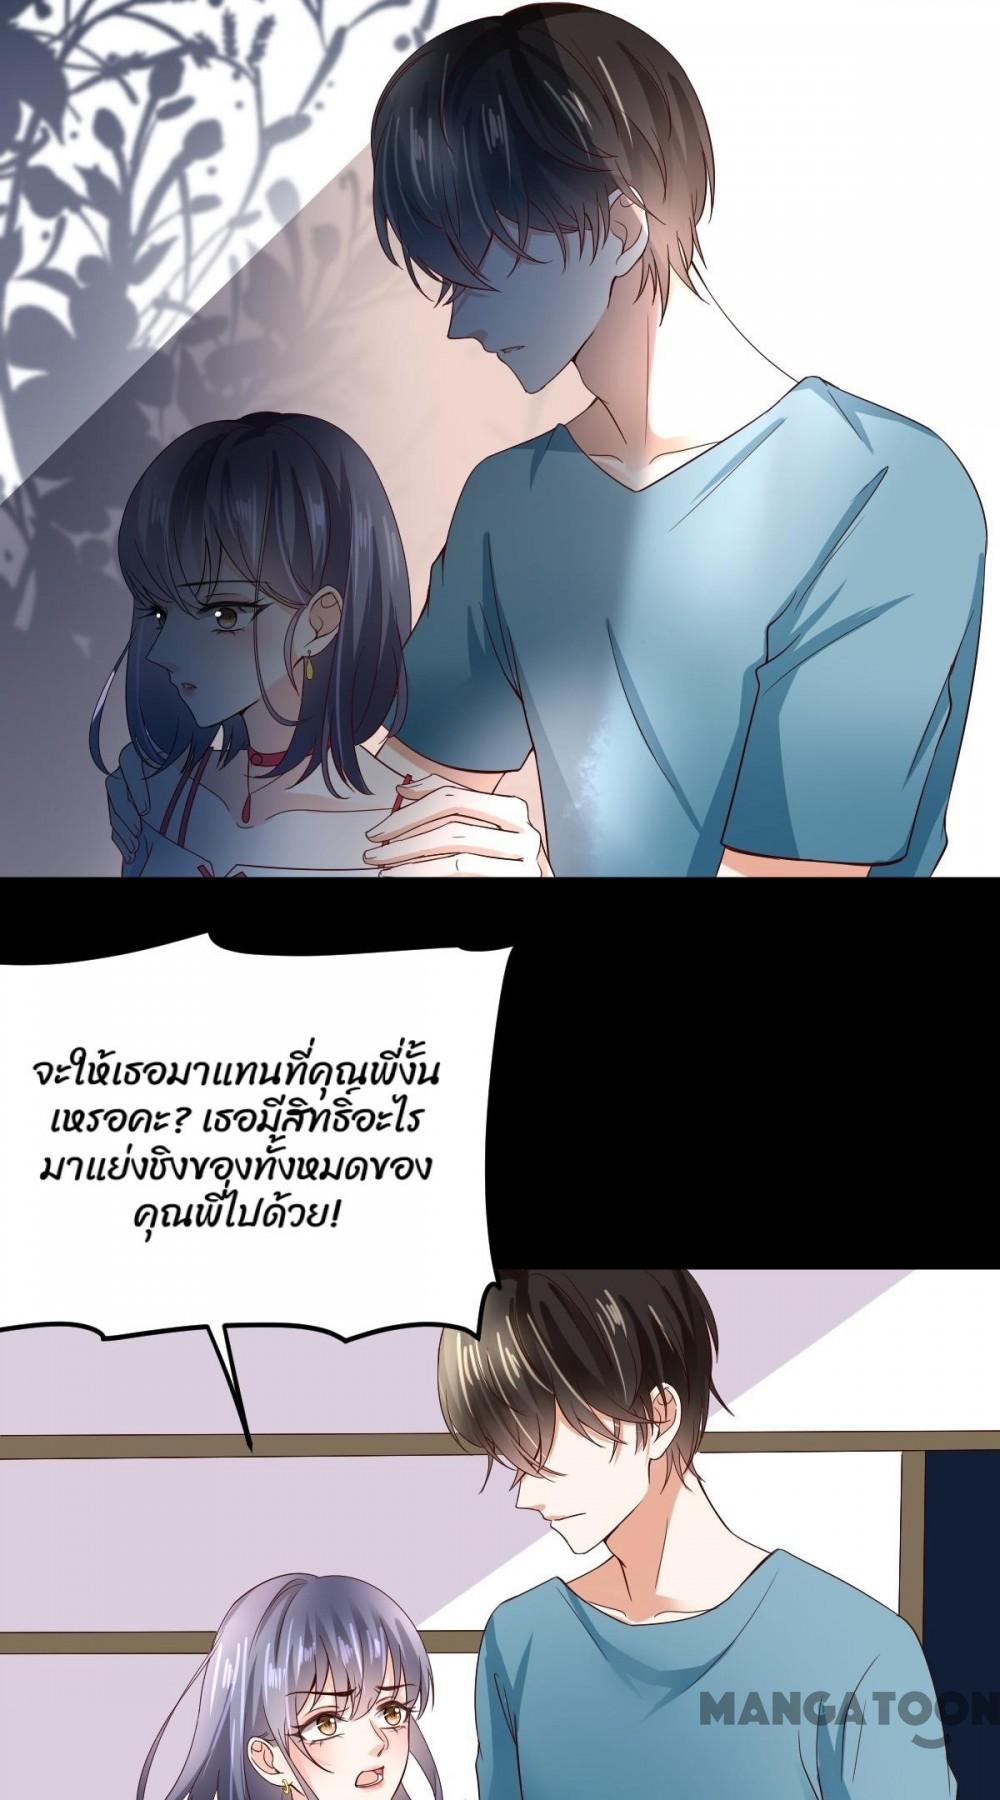 จะให้เธอมาแทนที่คุณพี่งั้น
เหรอคะ? เธอมีสิทธิ์อะไร
มาแย่งชิงของทั้งหมดของ
คุณพี่ไปด้วย!
MANGATOON